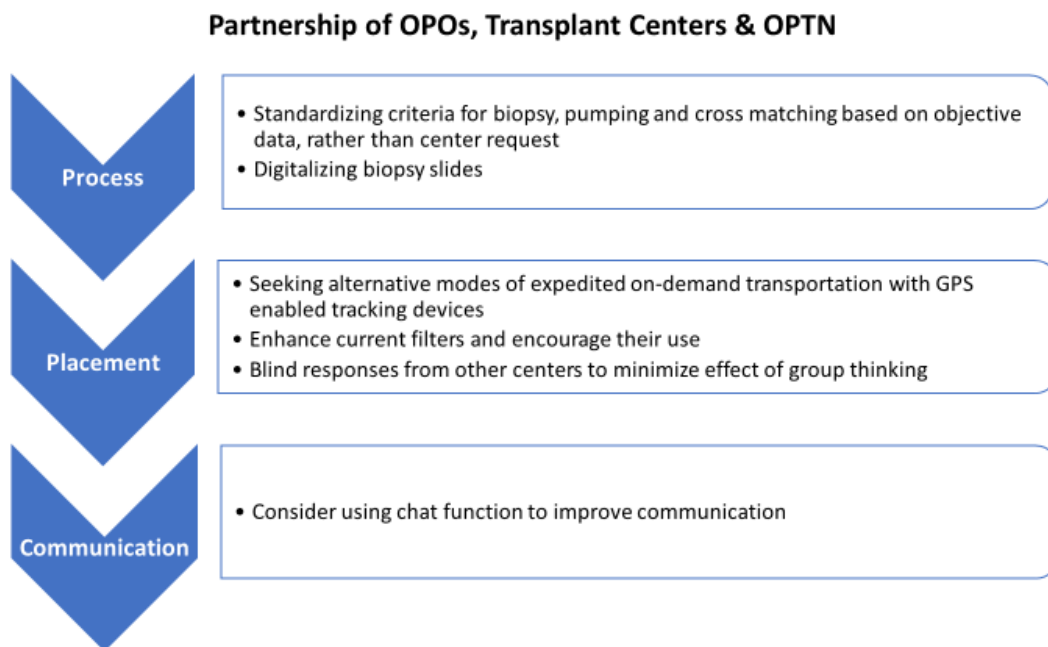 Partnership of OPOs, Transplant Centers & OPTN
Process
• Standardizing criteria for biopsy, pumping and cross matching based on objective
data, rather than center request
• Digitalizing biopsy slides
Placement
• Seeking alternative modes of expedited on-demand transportation with GPS
enabled tracking devices
• Enhance current filters and encourage their use
• Blind responses from other centers to minimize effect of group thinking
Communication
• Consider using chat function to improve communication